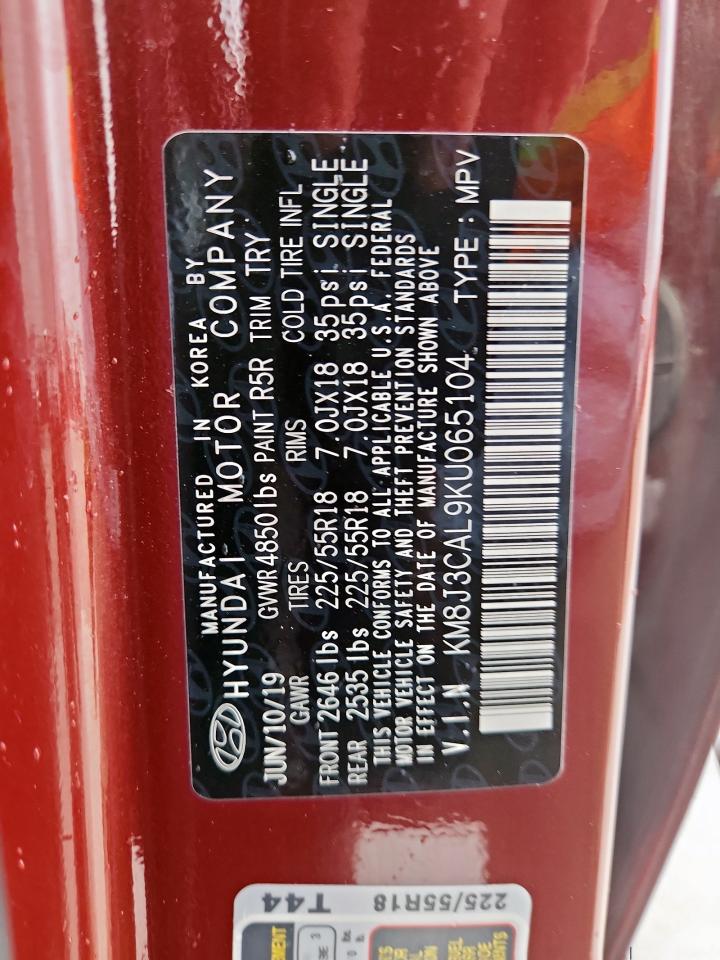 MANUFACTURED IN KOREA BY
HYUNDAI MOTOR COMPANY
JUN/10/19 GVWR 4850lbs PAINT R5R TRIM TRY :
GAWR TIRES RIMS COLD TIRE INFL
FRONT 2646 lbs 225/55R18 7.0JX18 35psi SINGLE
REAR 2535 lbs 225/55R18 7.0JX18 35psi SINGLE
THIS VEHICLE CONFORMS TO ALL APPLICABLE U.S.A. FEDERAL
MOTOR VEHICLE SAFETY AND THEFT PREVENTION STANDARDS
IN EFFECT ON THE DATE OF MANUFACTURE SHOWN ABOVE
V.I.N KM8J3CAL9KU065104 TYPE : MPV
225/55R18 T44